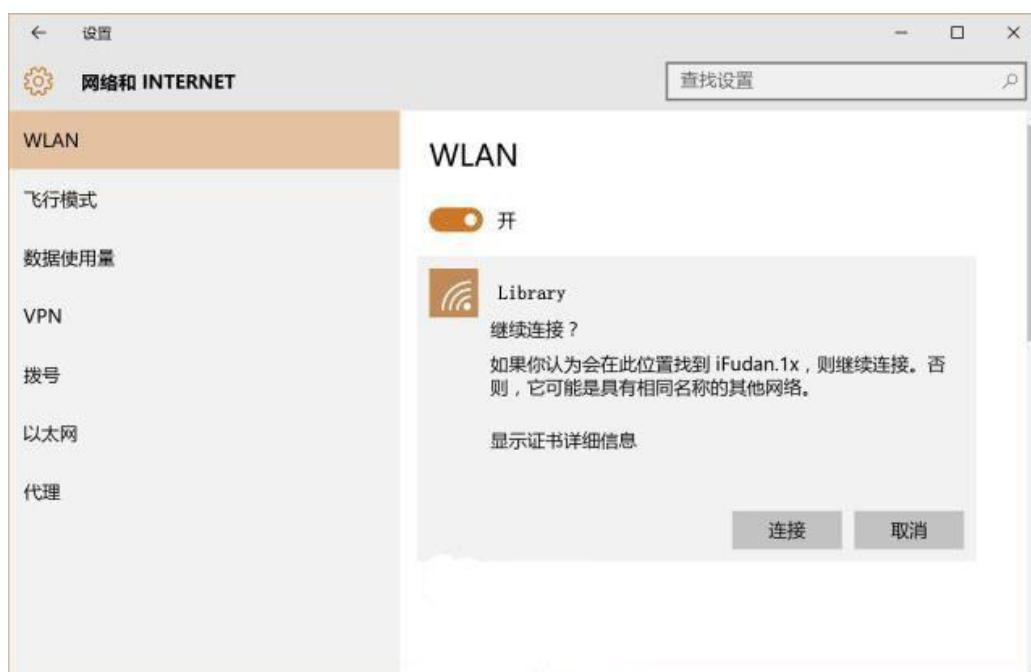 设置
网络和 INTERNET
查找设置
WLAN
飞行模式
数据使用量
VPN
拨号
以太网
代理
WLAN
开
Library
继续连接？
如果你认为会在此位置找到 iFudan.1x，则继续连接。否
则，它可能是具有相同名称的其他网络。
显示证书详细信息
连接
取消